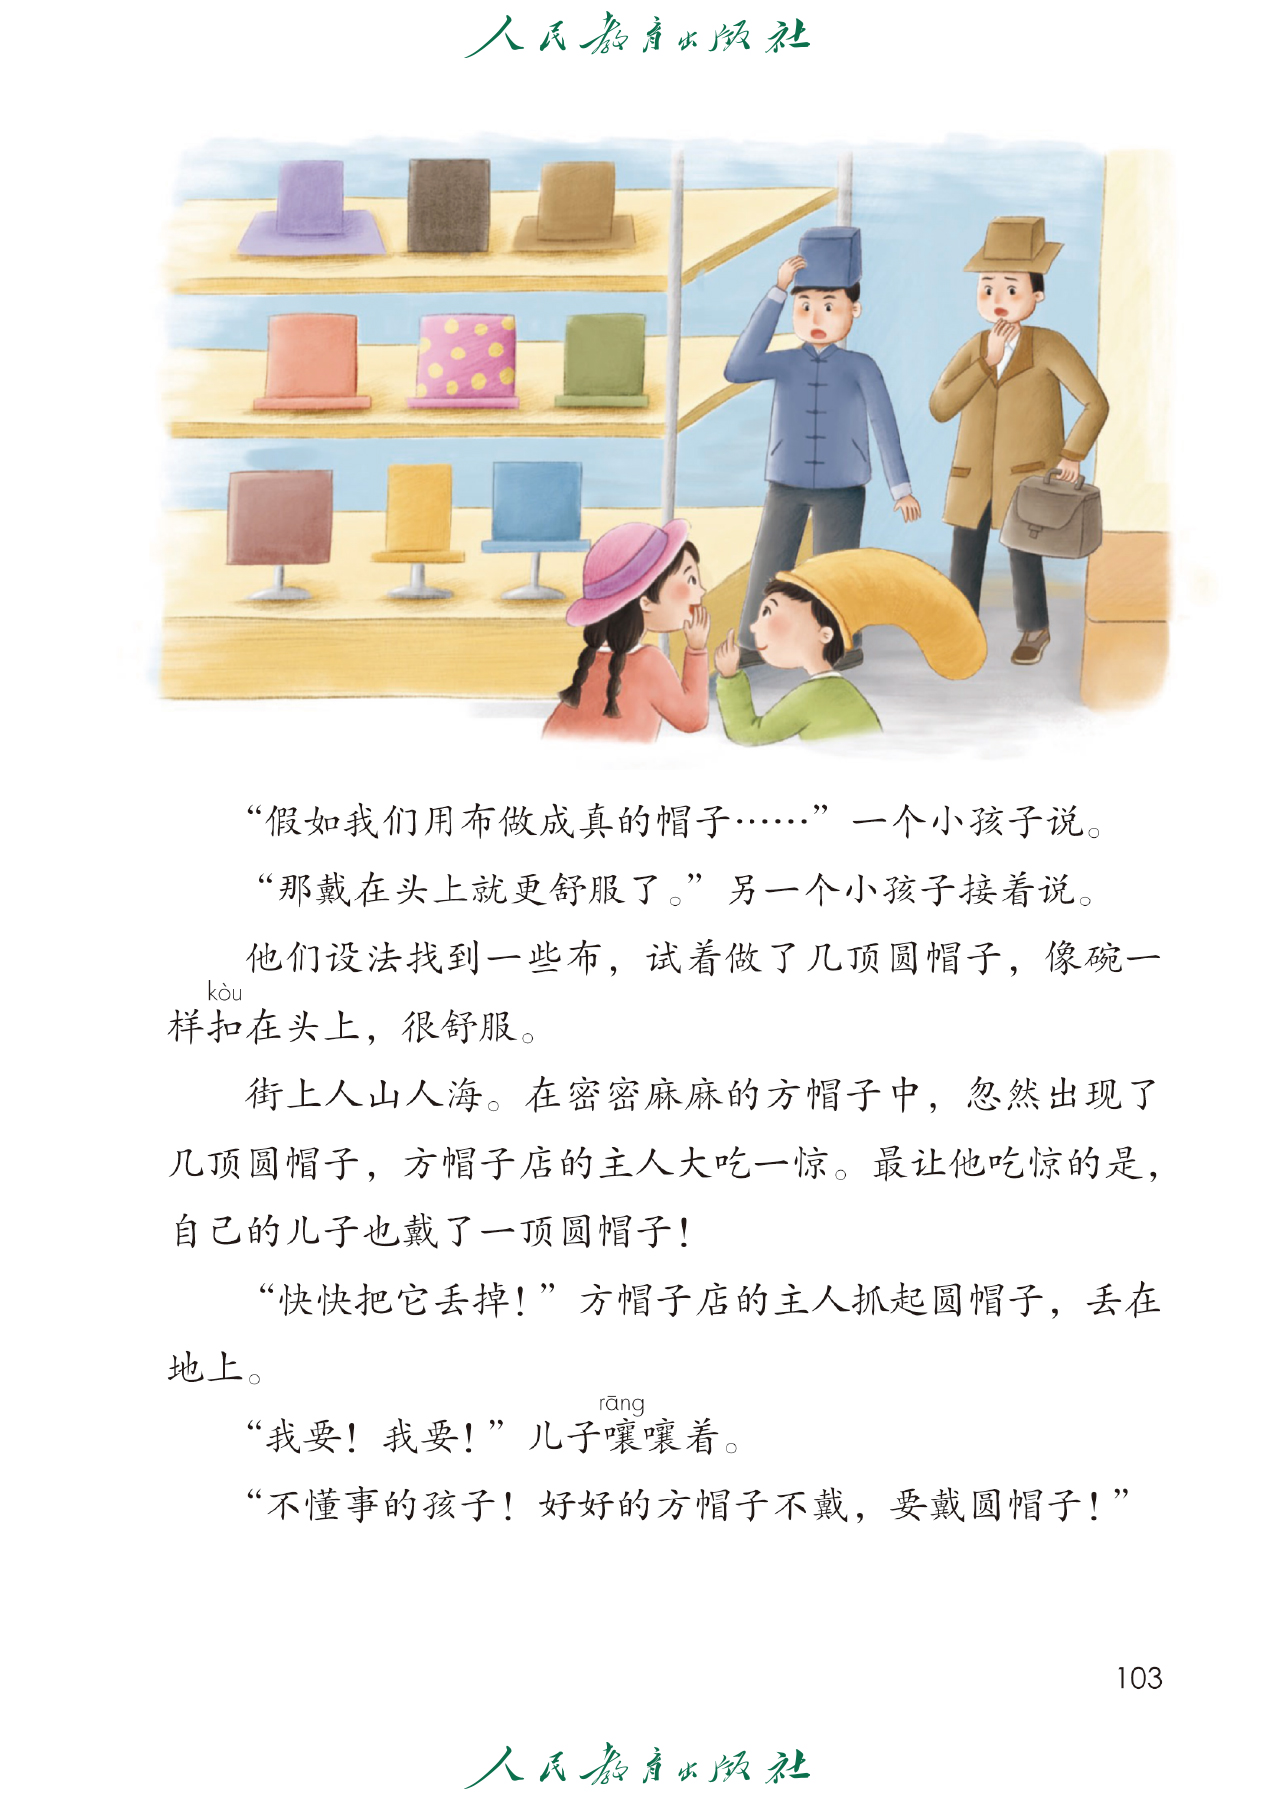 人民教育出版社
“假如我们用布做成真的帽子……”一个小孩子说。
“那戴在头上就更舒服了。”另一个小孩子接着说。
他们设法找到一些布，试着做了几顶圆帽子，像碗一
kòu
样扣在头上，很舒服。
街上人山人海。在密密麻麻的方帽子中，忽然出现了
几顶圆帽子，方帽子店的主人大吃一惊。最让他吃惊的是，
自己的儿子也戴了一顶圆帽子！
“快快把它丢掉！”方帽子店的主人抓起圆帽子，丢在
地上。
rāng
“我要！我要！”儿子嚷嚷着。
“不懂事的孩子！好好的方帽子不戴，要戴圆帽子！”
103
人民教育出版社